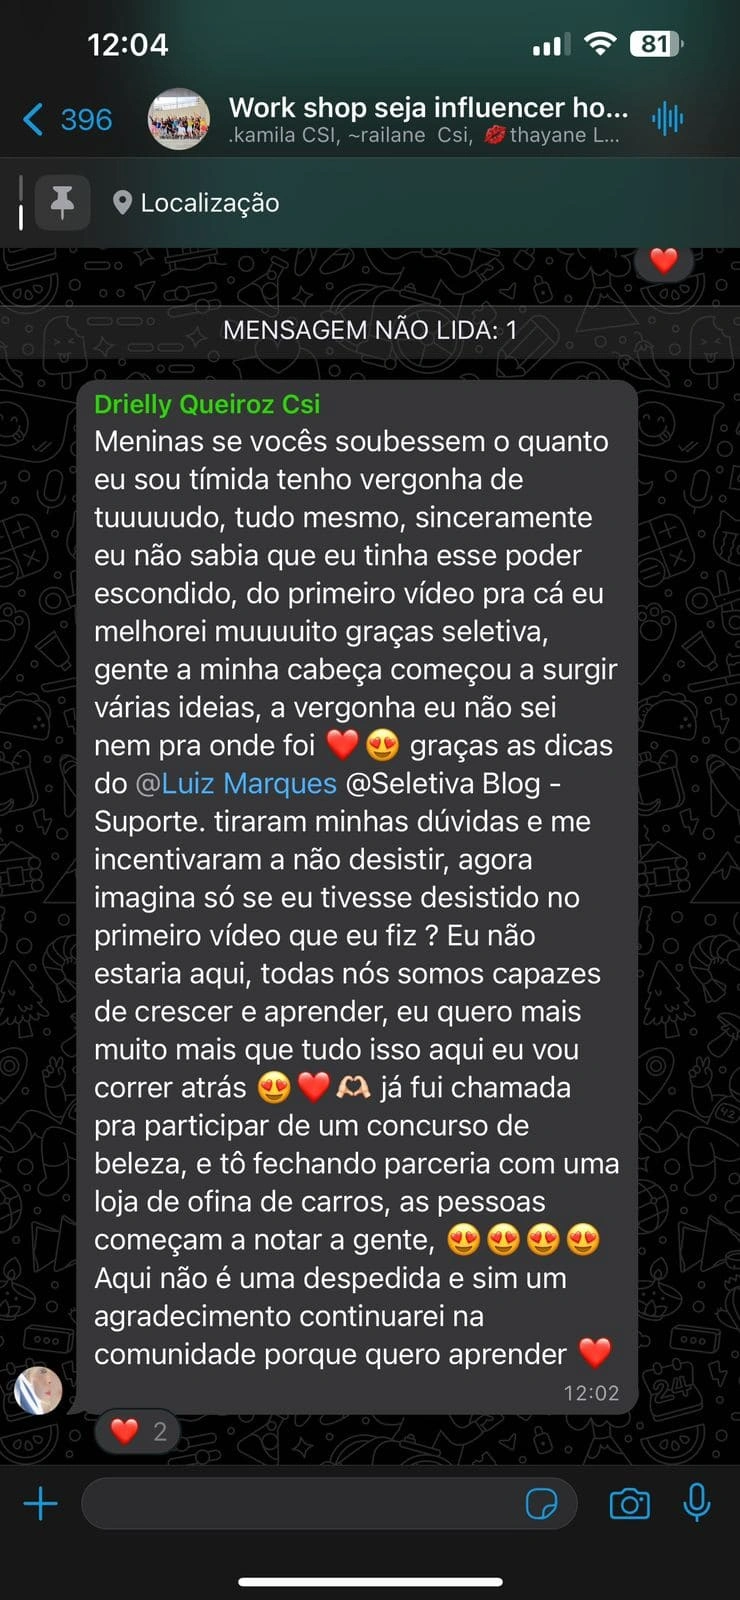 12:04
81
396
Work shop seja influencer ho...
.kamila CSI, ~railane Csi, 💋thayane L...
Localização
❤️
MENSAGEM NÃO LIDA: 1
Drielly Queiroz Csi
Meninas se vocês soubessem o quanto
eu sou tímida tenho vergonha de
tuuuuudo, tudo mesmo, sinceramente
eu não sabia que eu tinha esse poder
escondido, do primeiro vídeo pra cá eu
melhorei muuuuito graças seletiva,
gente a minha cabeça começou a surgir
várias ideias, a vergonha eu não sei
nem pra onde foi ❤️😍 graças as dicas
do @Luiz Marques @Seletiva Blog -
Suporte. tiraram minhas dúvidas e me
incentivaram a não desistir, agora
imagina só se eu tivesse desistido no
primeiro vídeo que eu fiz ? Eu não
estaria aqui, todas nós somos capazes
de crescer e aprender, eu quero mais
muito mais que tudo isso aqui eu vou
correr atrás 😍❤️🫶🏼 já fui chamada
pra participar de um concurso de
beleza, e tô fechando parceria com uma
loja de ofina de carros, as pessoas
começam a notar a gente, 😍😍😍😍
Aqui não é uma despedida e sim um
agradecimento continuarei na
comunidade porque quero aprender ❤️
12:02
❤️ 2